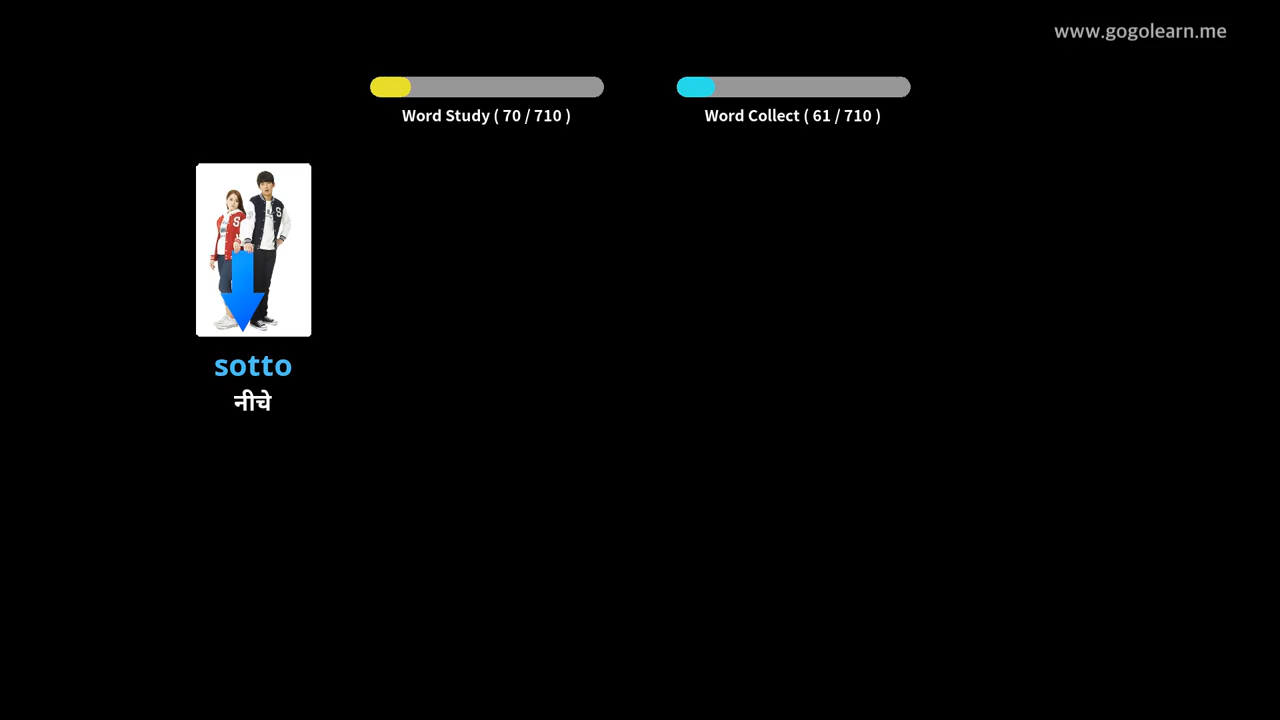 www.gogolearn.me
Word Study ( 70 / 710 )
Word Collect ( 61 / 710 )
S
S
sotto
नीचे